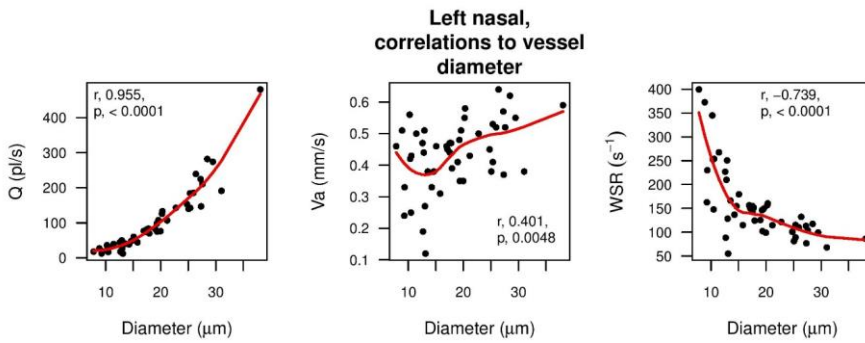 Left nasal,
correlations to vessel
diameter
r, 0.955,
p, < 0.0001
Q (pl/s)
400
300
200
100
0
10 20 30
Diameter (μm)
r, 0.401,
p, 0.0048
Va (mm/s)
0.6
0.5
0.4
0.3
0.2
0.1
10 20 30
Diameter (μm)
r, −0.739,
p, < 0.0001
WSR (s⁻¹)
400
350
300
250
200
150
100
50
10 20 30
Diameter (μm)